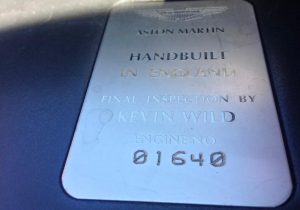 ASTON MARTIN
HANDBUILT
IN ENGLAND
FINAL INSPECTION BY
KEVIN WILD
ENGINE NO.
01640